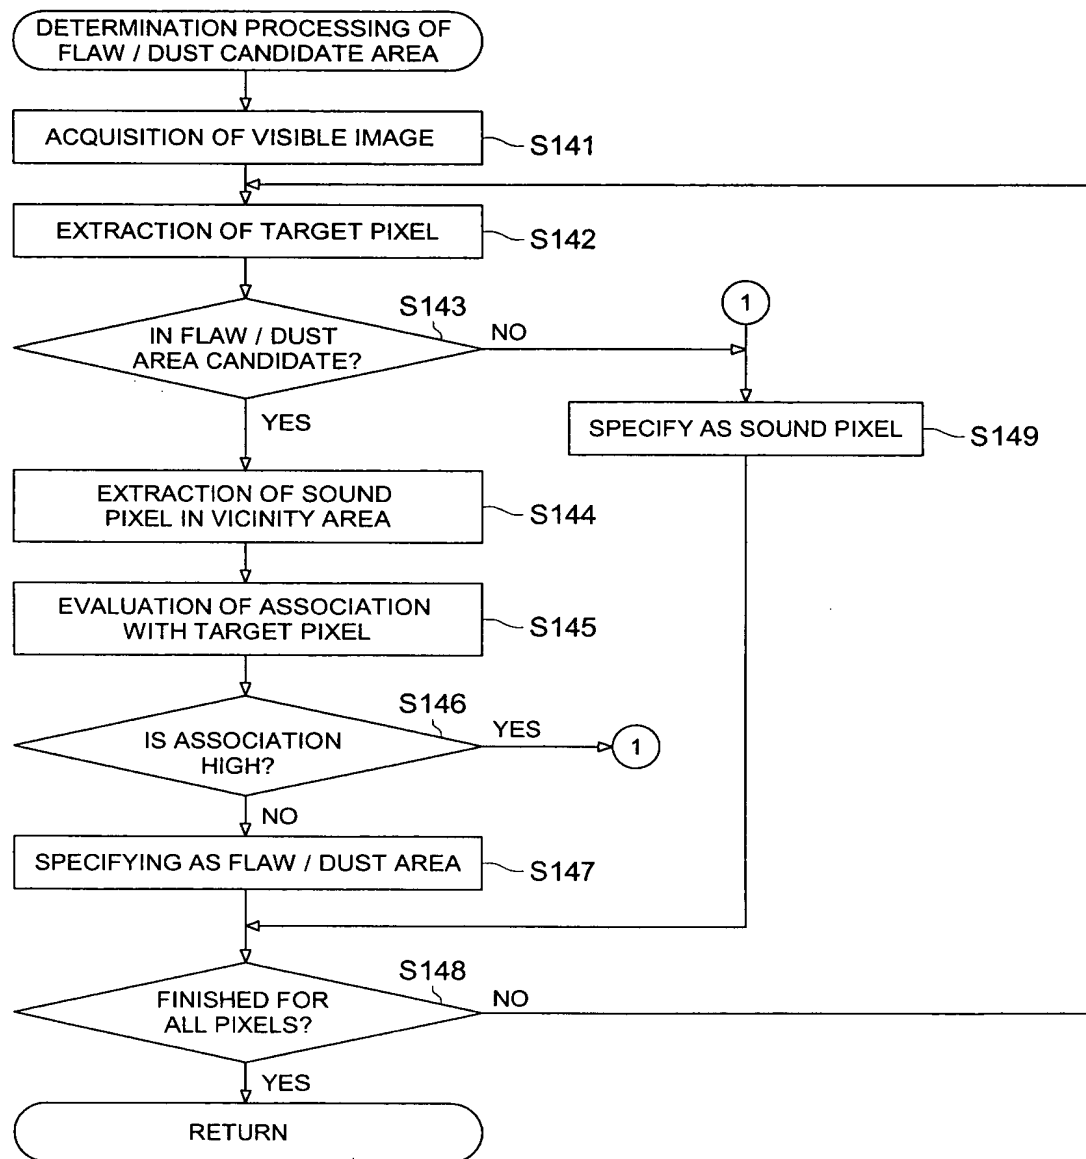 DETERMINATION PROCESSING OF
FLAW / DUST CANDIDATE AREA
ACQUISITION OF VISIBLE IMAGE
S141
EXTRACTION OF TARGET PIXEL
S142
S143
IN FLAW / DUST
AREA CANDIDATE?
NO
1
YES
SPECIFY AS SOUND PIXEL
S149
EXTRACTION OF SOUND
PIXEL IN VICINITY AREA
S144
EVALUATION OF ASSOCIATION
WITH TARGET PIXEL
S145
S146
IS ASSOCIATION
HIGH?
YES
1
NO
SPECIFYING AS FLAW / DUST AREA
S147
S148
FINISHED FOR
ALL PIXELS?
NO
YES
RETURN